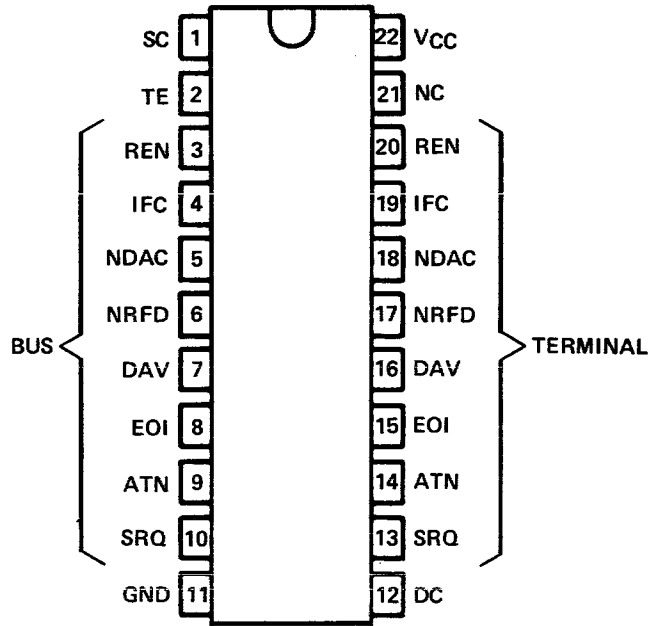 SC 1 22 VCC
TE 2 21 NC
REN 3 20 REN
IFC 4 19 IFC
NDAC 5 18 NDAC
NRFD 6 17 NRFD
BUS TERMINAL
DAV 7 16 DAV
EOI 8 15 EOI
ATN 9 14 ATN
SRQ 10 13 SRQ
GND 11 12 DC